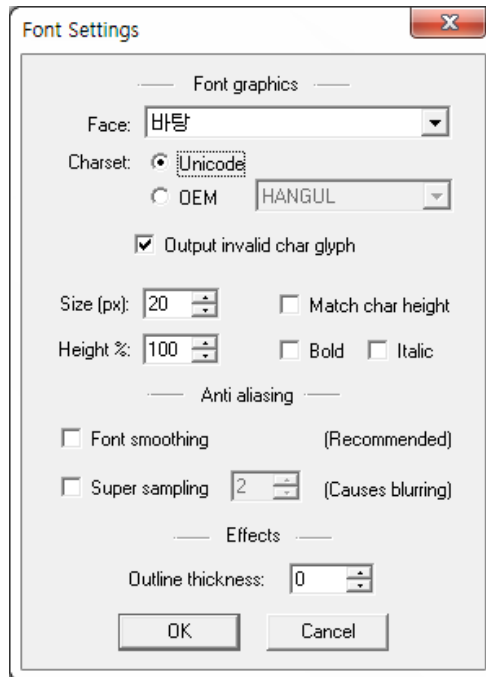 Font Settings
Font graphics
Face: 바탕
Charset: Unicode
OEM HANGUL
Output invalid char glyph
Size (px): 20 Match char height
Height %: 100 Bold Italic
Anti aliasing
Font smoothing (Recommended)
Super sampling 2 (Causes blurring)
Effects
Outline thickness: 0
OK Cancel